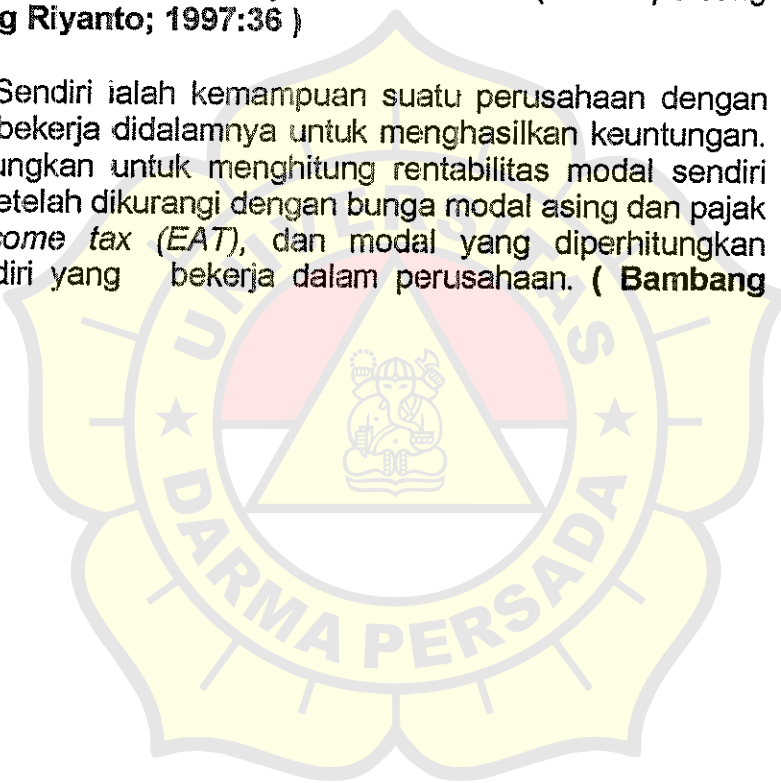 g Riyanto; 1997:36 )
Sendiri ialah kemampuan suatu perusahaan dengan
bekerja didalamnya untuk menghasilkan keuntungan.
ungkan untuk menghitung rentabilitas modal sendiri
etelah dikurangi dengan bunga modal asing dan pajak
ome tax (EAT), dan modal yang diperhitungkan
diri yang bekerja dalam perusahaan. ( Bambang
UNIVERSITAS
DARMA PERSADA